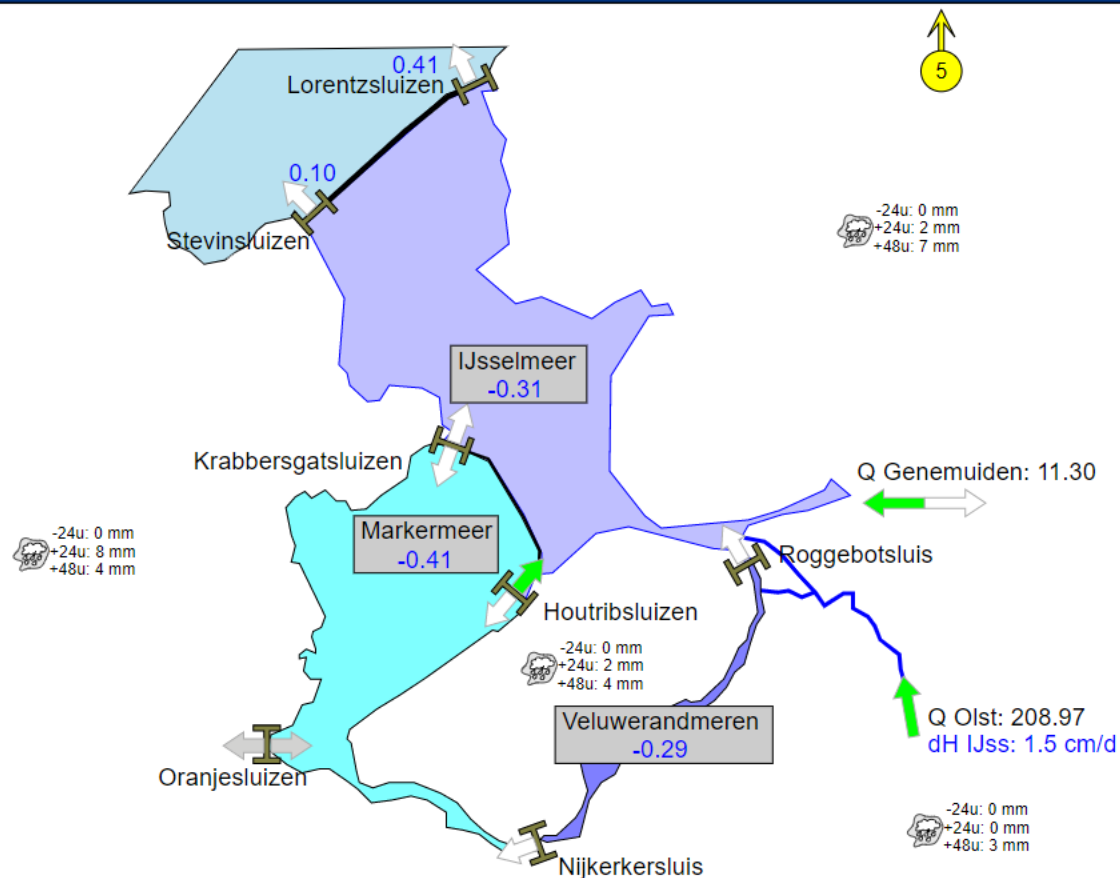 5
0.41
Lorentzsluizen
0.10
Stevinsluizen
-24u: 0 mm
+24u: 2 mm
+48u: 7 mm
IJsselmeer
-0.31
Krabbersgatsluizen
Q Genemuiden: 11.30
-24u: 0 mm
+24u: 8 mm
+48u: 4 mm
Markermeer
-0.41
Roggebotsluis
Houtribsluizen
-24u: 0 mm
+24u: 2 mm
+48u: 4 mm
Veluwerandmeren
-0.29
Q Olst: 208.97
dH IJss: 1.5 cm/d
Oranjesluizen
-24u: 0 mm
+24u: 0 mm
+48u: 3 mm
Nijkerkersluis